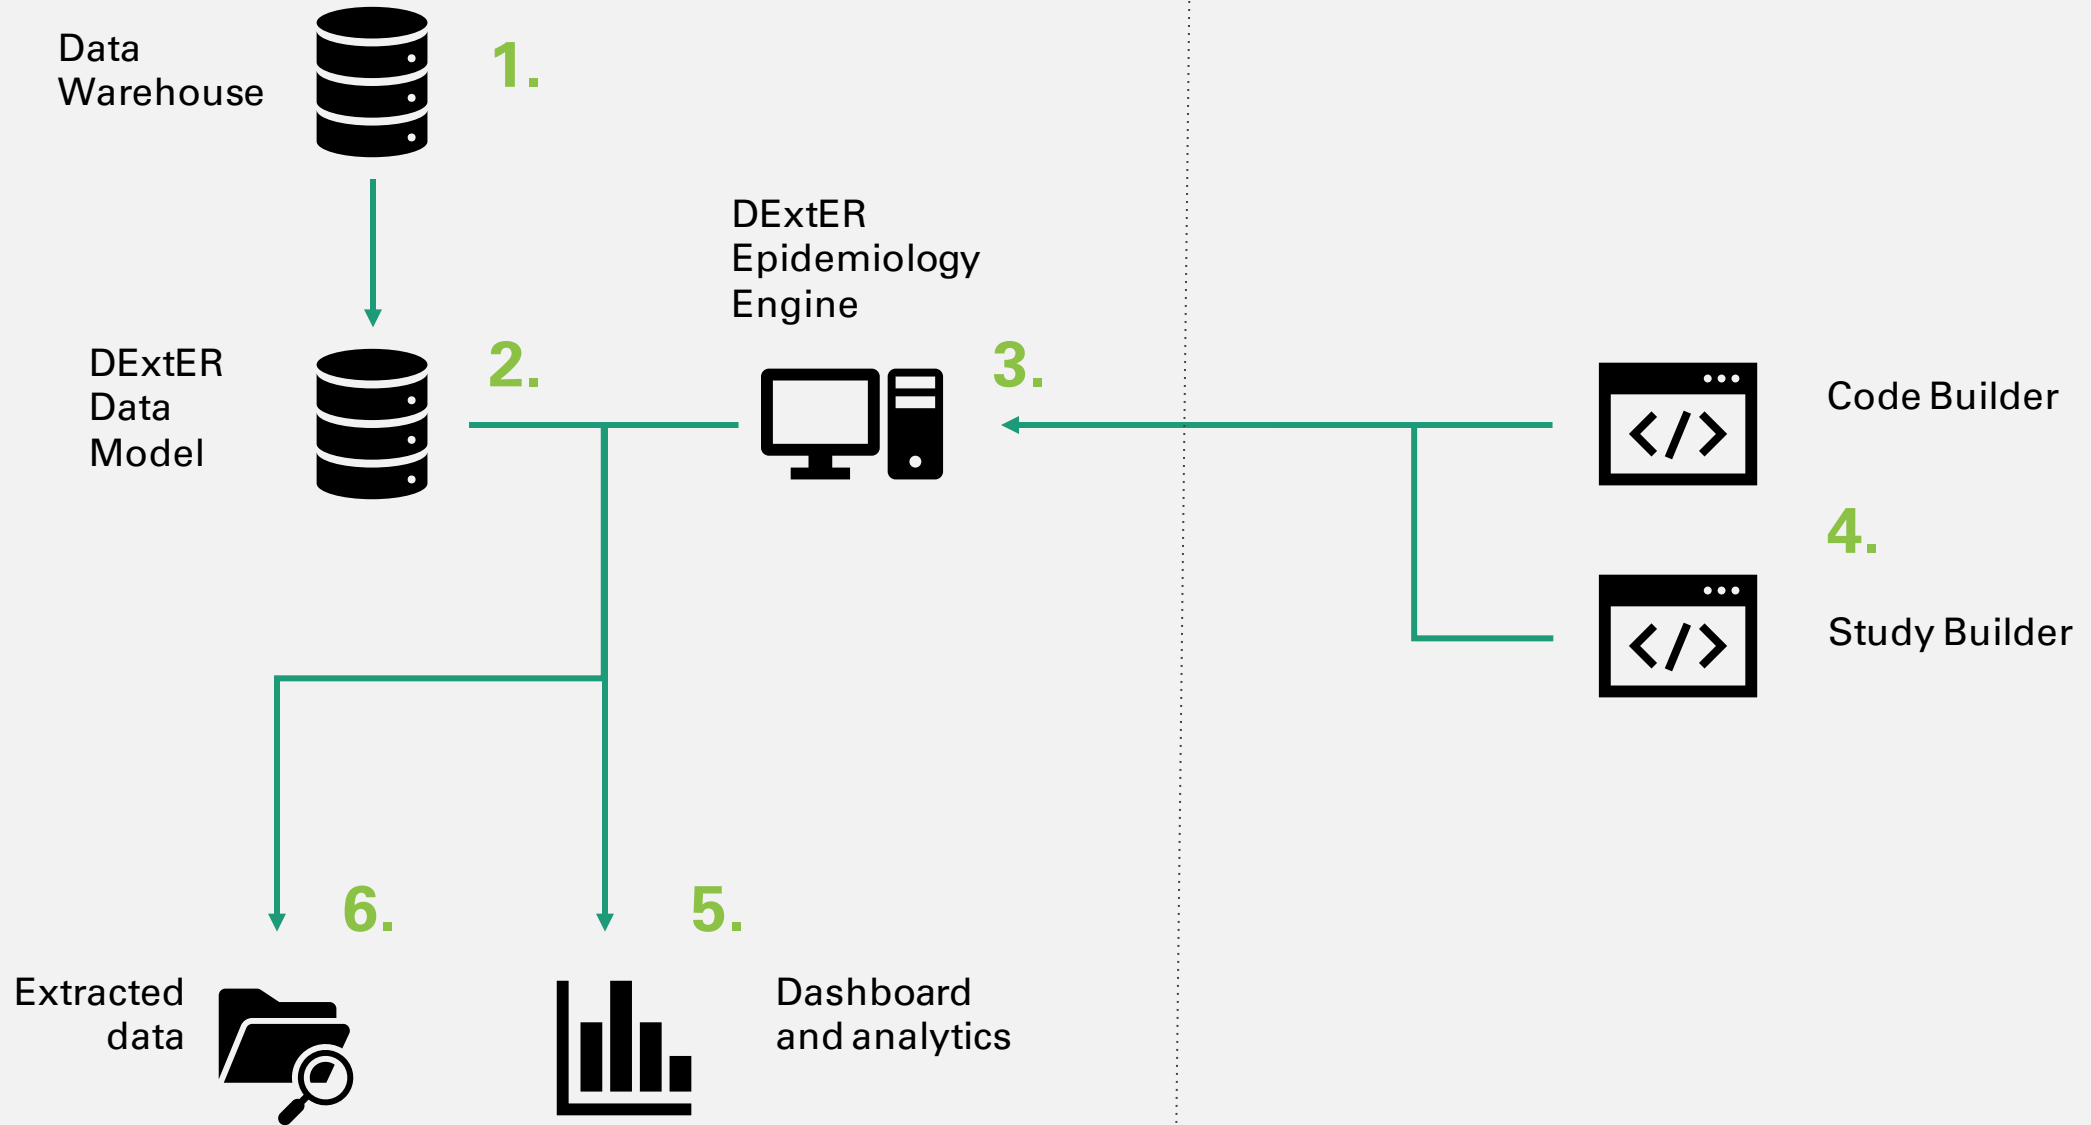 Data
Warehouse
1.
DExtER
Epidemiology
Engine
DExtER
Data
Model
2.
3.
Code Builder
4.
Study Builder
6.
5.
Extracted
data
Dashboard
and analytics